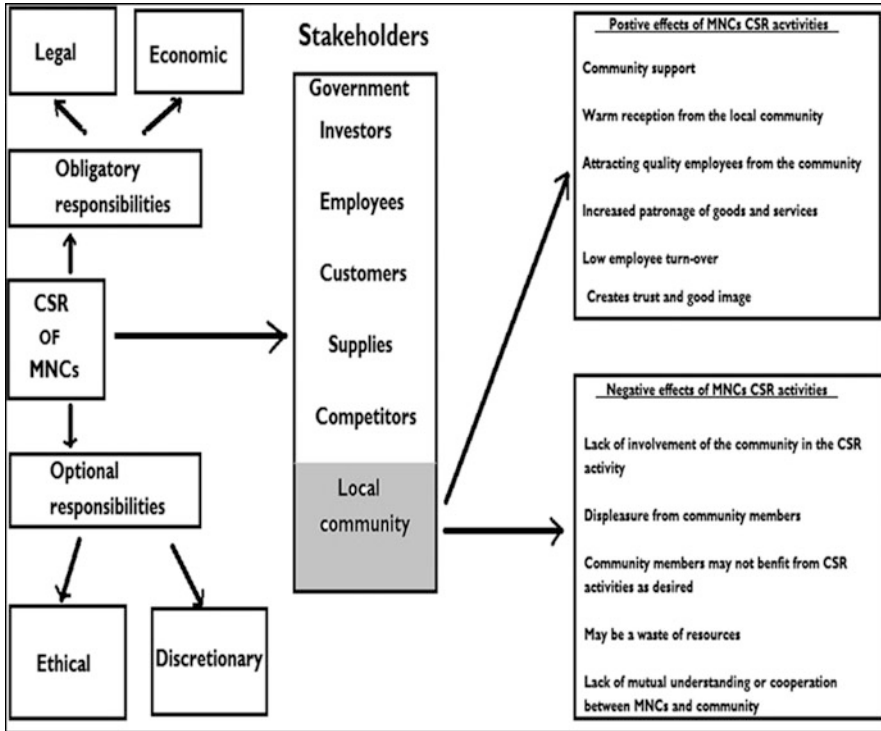 Legal
Economic
Obligatory
responsibilities
CSR
OF
MNCs
Optional
responsibilities
Ethical
Discretionary
Stakeholders
Government
Investors
Employees
Customers
Supplies
Competitors
Local
community
Postive effects of MNCs CSR acvtivities
Community support
Warm reception from the local community
Attracting quality employees from the community
Increased patronage of goods and services
Low employee turn-over
Creates trust and good image
Negative effects of MNCs CSR activities
Lack of involvement of the community in the CSR
activity
Displeasure from community members
Community members may not benfit from CSR
activities as desired
May be a waste of resources
Lack of mutual understanding or cooperation
between MNCs and community